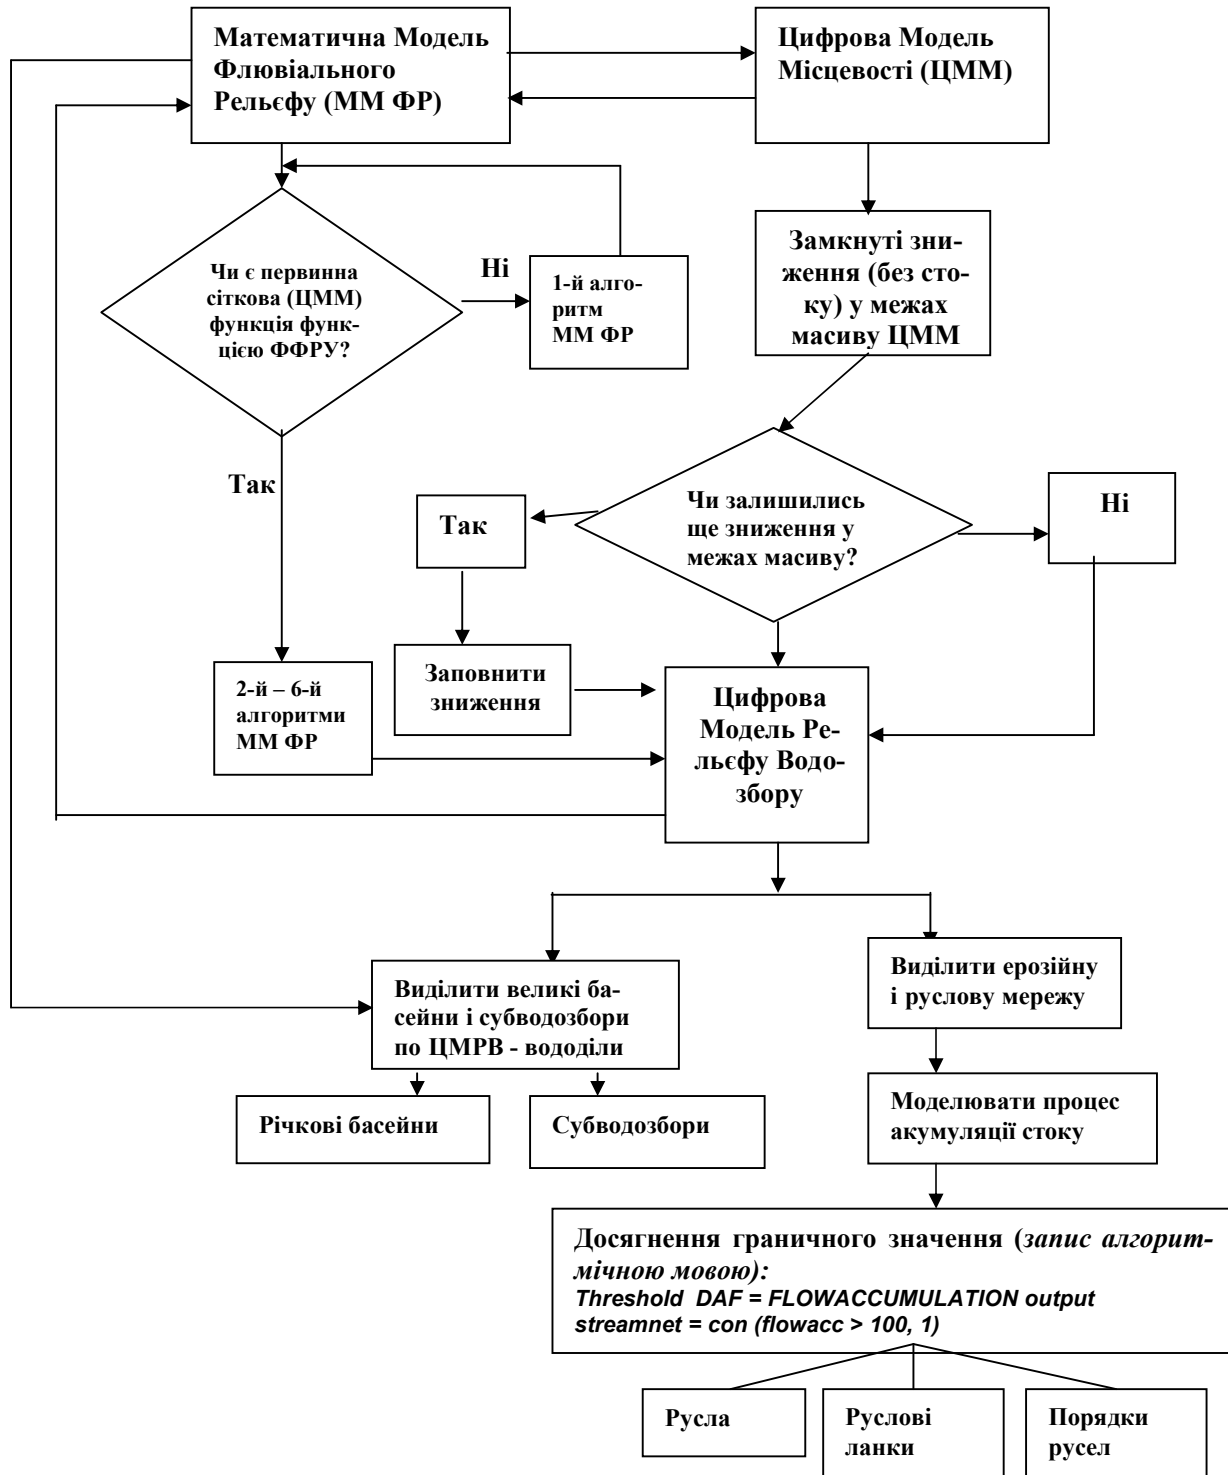 Математична Модель
Флювіального
Рельєфу (ММ ФР)
Цифрова Модель
Місцевості (ЦММ)
Чи є первинна
сіткова (ЦММ)
функція функ-
цією ФФРУ?
Ні
1-й алго-
ритм
ММ ФР
Замкнуті зни-
ження (без сто-
ку) у межах
масиву ЦММ
Так
Так
Чи залишились
ще зниження у
межах масиву?
Ні
2-й – 6-й
алгоритми
ММ ФР
Заповнити
зниження
Цифрова
Модель Ре-
льєфу Водо-
збору
Виділити великі ба-
сейни і субводозбори
по ЦМРВ - вододіли
Виділити ерозійну
і руслову мережу
Річкові басейни
Субводозбори
Моделювати процес
акумуляції стоку
Досягнення граничного значення (запис алгорит-
мічною мовою):
Threshold DAF = FLOWACCUMULATION output
streamnet = con (flowacc > 100, 1)
Русла
Руслові
ланки
Порядки
русел